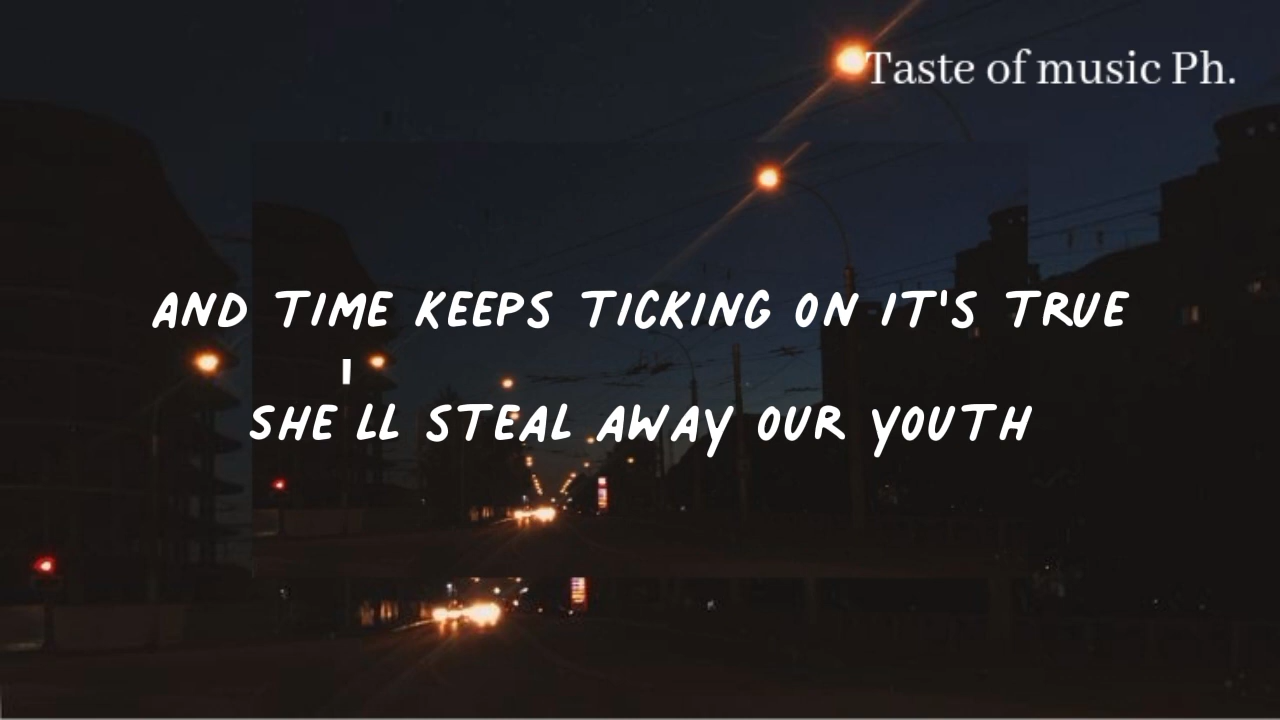 Taste of music Ph.
AND TIME KEEPS TICKING ON IT'S TRUE
SHE'LL STEAL AWAY OUR YOUTH